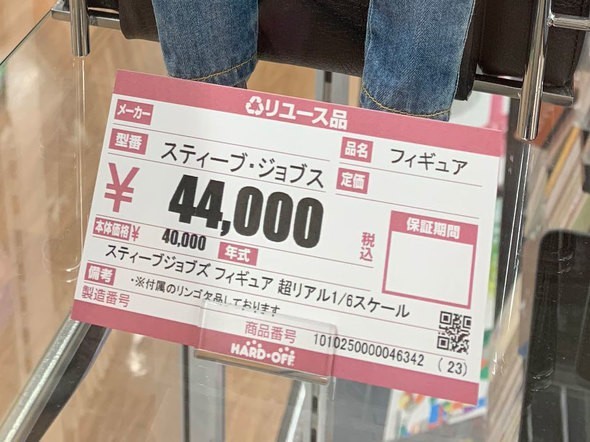 リユース品
メーカー
型番 スティーブ・ジョブス 品名 フィギュア
¥ 44,000 税込 定価
本体価格¥ 40,000 年式 保証期間
スティーブジョブズ フィギュア 超リアル1/6スケール
備考 ・※付属のリンゴ欠品しております
製造番号
商品番号 1010250000046342 (23)
HARD・OFF